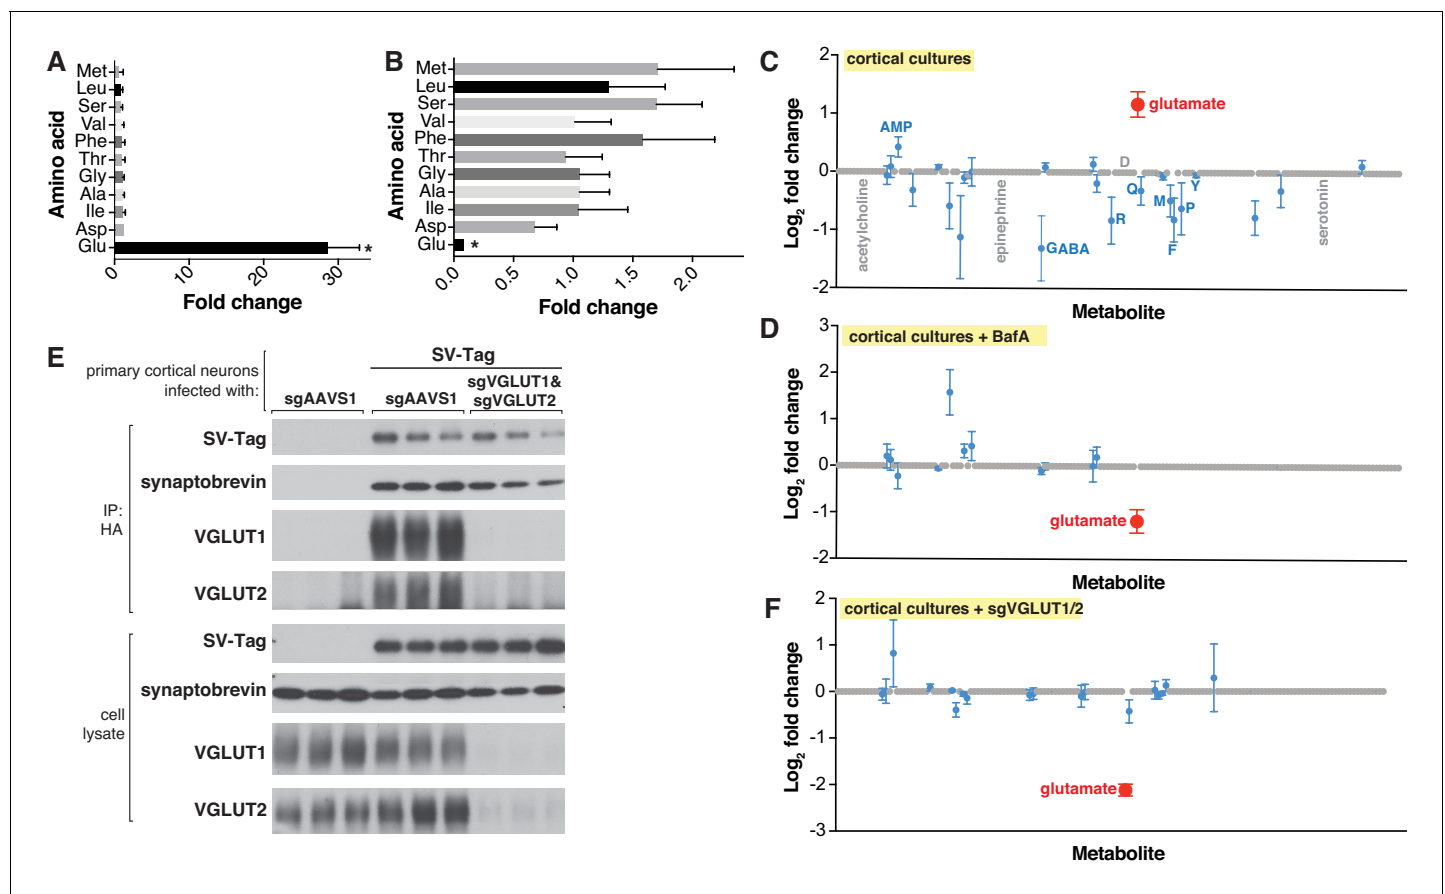 A
Amino acid
Met
Leu
Ser
Val
Phe
Thr
Gly
Ala
Ile
Asp
Glu
*
0
10
20
30
Fold change
B
Amino acid
Met
Leu
Ser
Val
Phe
Thr
Gly
Ala
Ile
Asp
Glu
*
0.0
0.5
1.0
1.5
2.0
Fold change
C
cortical cultures
Log2 fold change
2
1
0
-1
-2
AMP
glutamate
D
Q
M
Y
P
R
F
GABA
acetylcholine
epinephrine
serotonin
Metabolite
D
cortical cultures + BafA
Log2 fold change
3
2
1
0
-1
-2
glutamate
Metabolite
E
primary cortical neurons
infected with:
SV-Tag
sgAAVS1
sgAAVS1
sgVGLUT1&
sgVGLUT2
IP:
HA
SV-Tag
synaptobrevin
VGLUT1
VGLUT2
cell
lysate
SV-Tag
synaptobrevin
VGLUT1
VGLUT2
F
cortical cultures + sgVGLUT1/2
Log2 fold change
2
1
0
-1
-2
-3
glutamate
Metabolite